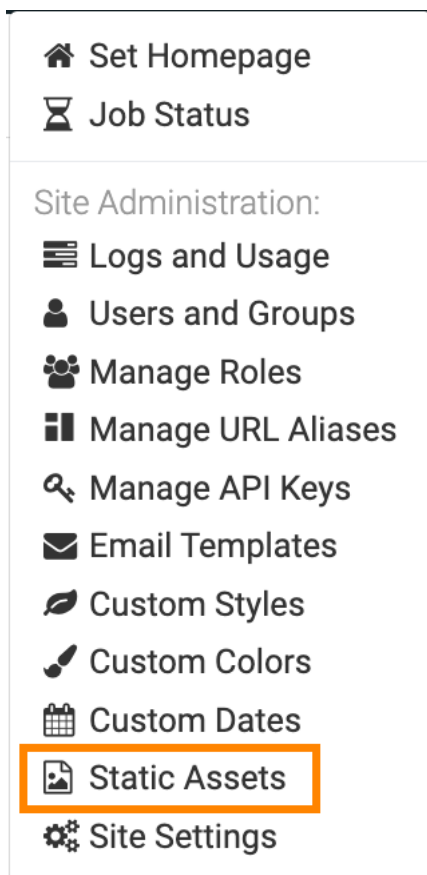 Set Homepage
Job Status
Site Administration:
Logs and Usage
Users and Groups
Manage Roles
Manage URL Aliases
Manage API Keys
Email Templates
Custom Styles
Custom Colors
Custom Dates
Static Assets
Site Settings